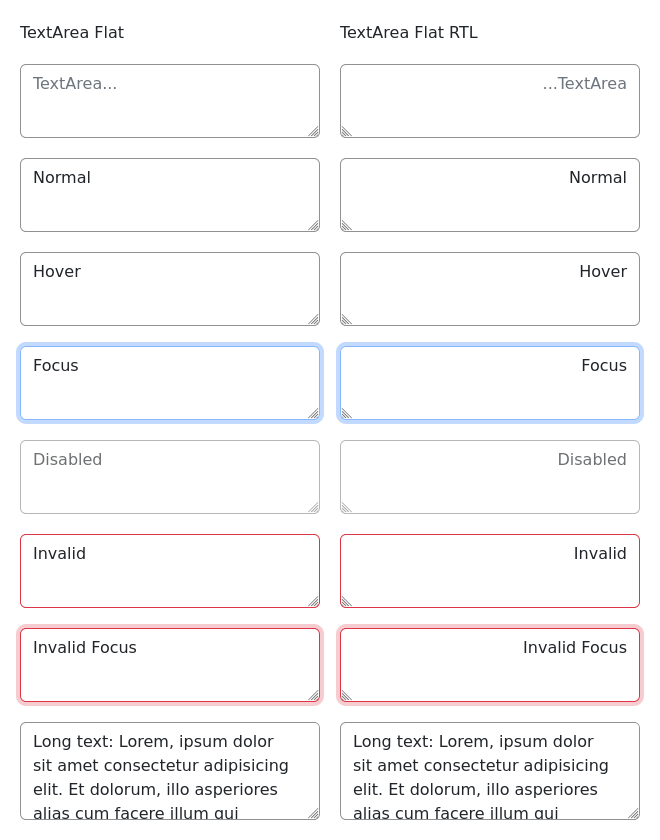 TextArea Flat
TextArea Flat RTL
TextArea...
...TextArea
Normal
Normal
Hover
Hover
Focus
Focus
Disabled
Disabled
Invalid
Invalid
Invalid Focus
Invalid Focus
Long text: Lorem, ipsum dolor
sit amet consectetur adipisicing
elit. Et dolorum, illo asperiores
alias cum facere illum qui
Long text: Lorem, ipsum dolor
sit amet consectetur adipisicing
elit. Et dolorum, illo asperiores
alias cum facere illum qui